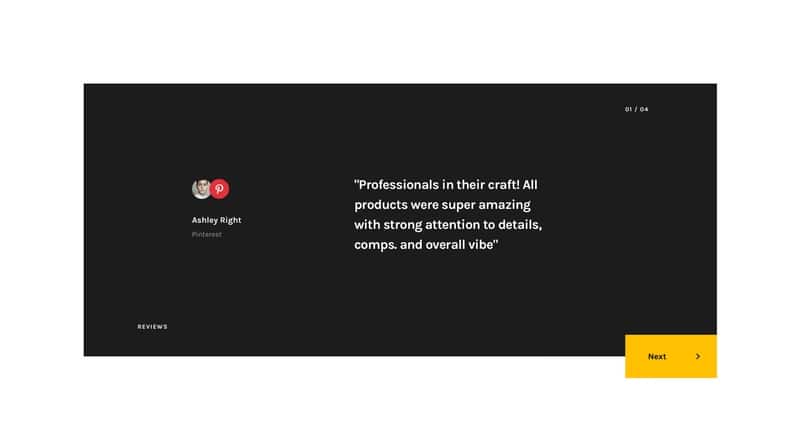 01 / 04
"Professionals in their craft! All
products were super amazing
with strong attention to details,
comps. and overall vibe"
Ashley Right
Pinterest
REVIEWS
Next